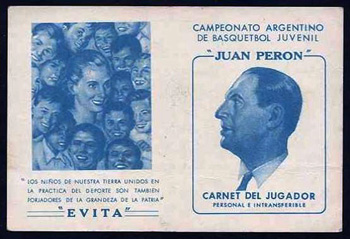 "LOS NIÑOS DE NUESTRA TIERRA UNIDOS EN
LA PRACTICA DEL DEPORTE SON TAMBIÉN
FORJADORES DE LA GRANDEZA DE LA PATRIA"
"EVITA"
CAMPEONATO ARGENTINO
DE BASQUETBOL JUVENIL
"JUAN PERON"
CARNET DEL JUGADOR
PERSONAL E INTRANSFERIBLE